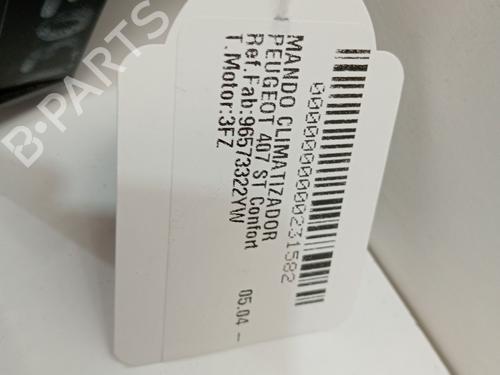 0000000000231582
MANDO CLIMATIZADOR
PEUGEOT 407 ST Confort
Ref.Fab:96573322YW
T.Motor:3FZ
05.04 -
B-PARTS